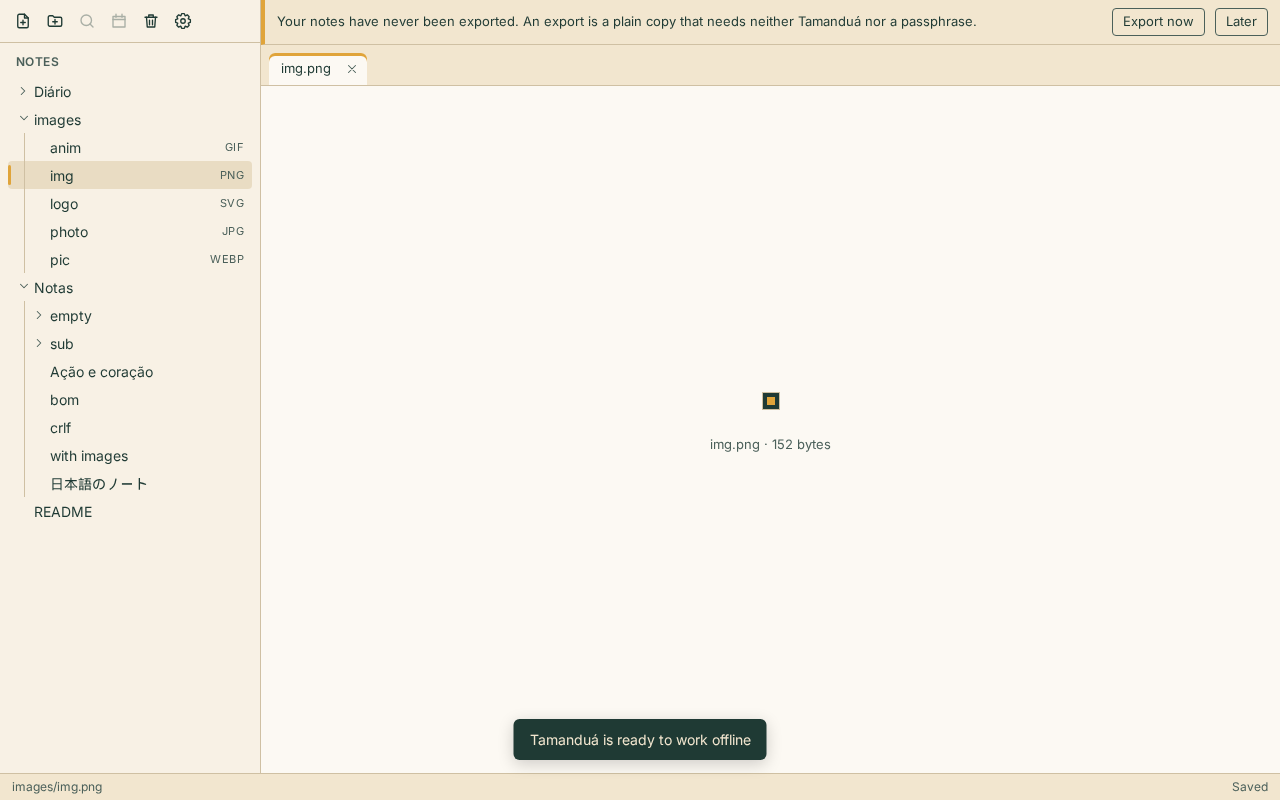 Your notes have never been exported. An export is a plain copy that needs neither Tamanduá nor a passphrase.
Export now
Later
NOTES
Diário
images
anim GIF
img PNG
logo SVG
photo JPG
pic WEBP
Notas
empty
sub
Ação e coração
bom
crlf
with images
日本語のノート
README
img.png
img.png · 152 bytes
Tamanduá is ready to work offline
images/img.png
Saved